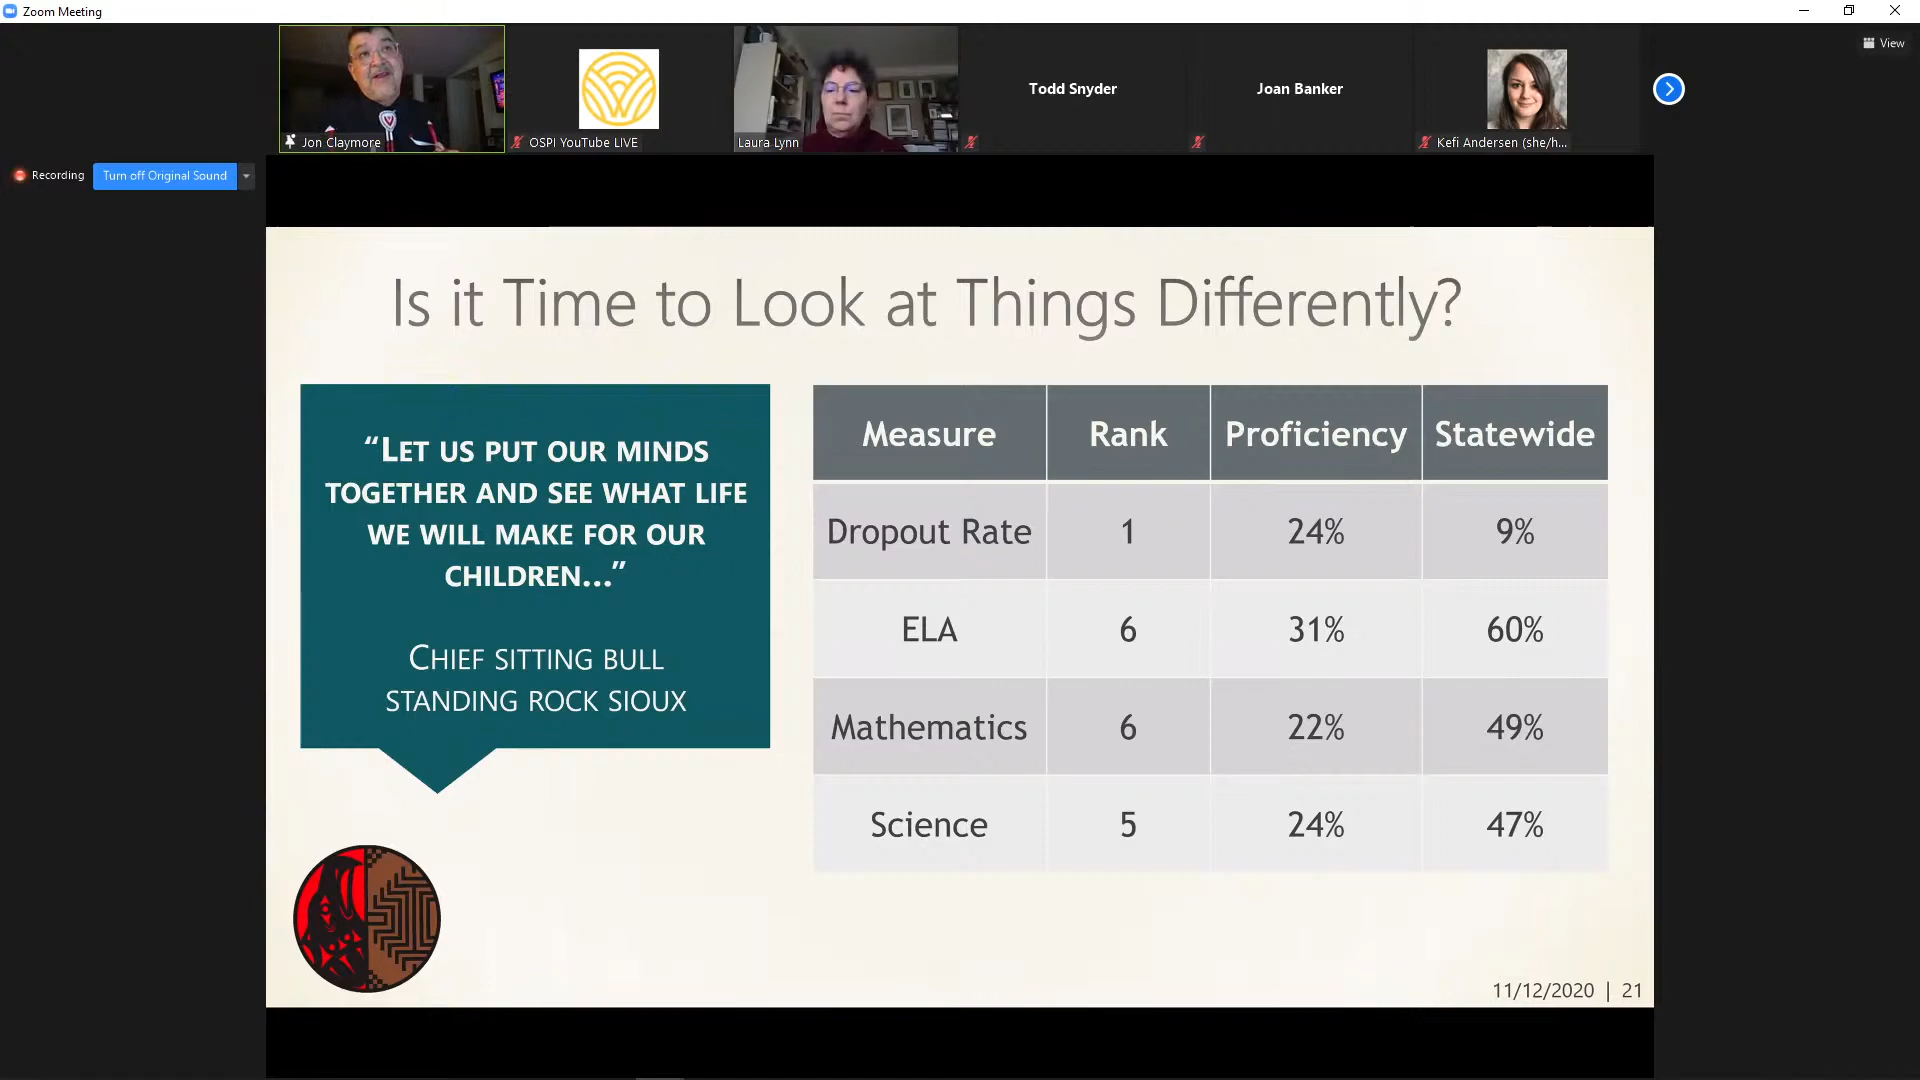 Zoom Meeting
View
Jon Claymore
OSPI YouTube LIVE
Laura Lynn
Todd Snyder
Joan Banker
Kefi Andersen (she/h...
Recording
Turn off Original Sound
Is it Time to Look at Things Differently?
“LET US PUT OUR MINDS
TOGETHER AND SEE WHAT LIFE
WE WILL MAKE FOR OUR
CHILDREN…”
CHIEF SITTING BULL
STANDING ROCK SIOUX
Measure Rank Proficiency Statewide
Dropout Rate 1 24% 9%
ELA 6 31% 60%
Mathematics 6 22% 49%
Science 5 24% 47%
11/12/2020 | 21